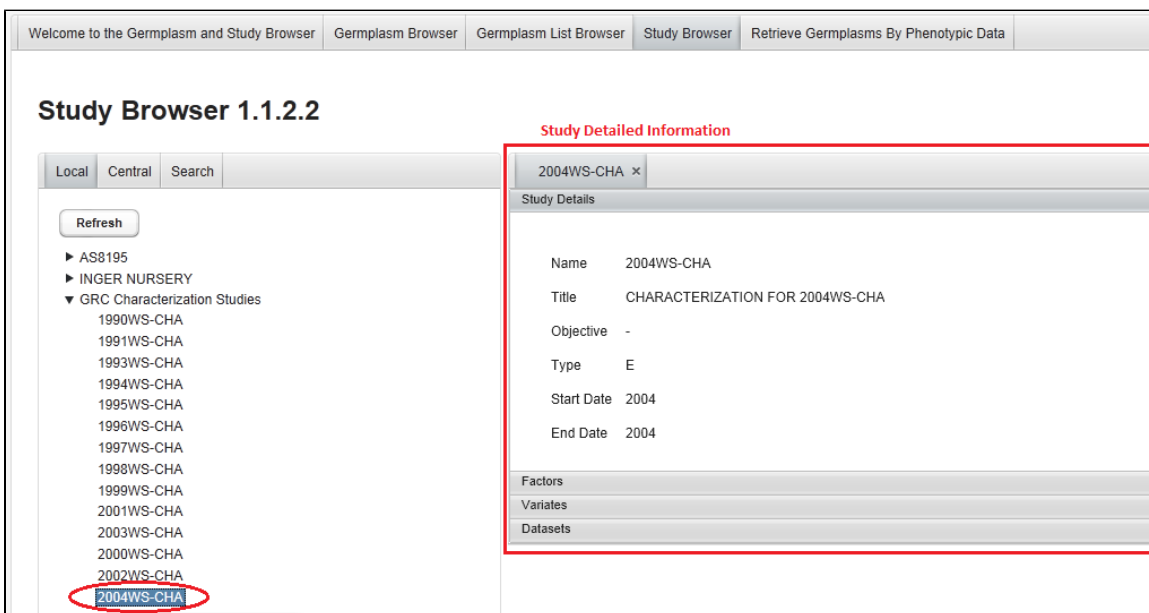 Welcome to the Germplasm and Study Browser Germplasm Browser Germplasm List Browser Study Browser Retrieve Germplasms By Phenotypic Data
Study Browser 1.1.2.2
Study Detailed Information
Local Central Search
Refresh
AS8195
INGER NURSERY
GRC Characterization Studies
1990WS-CHA
1991WS-CHA
1993WS-CHA
1994WS-CHA
1995WS-CHA
1996WS-CHA
1997WS-CHA
1998WS-CHA
1999WS-CHA
2001WS-CHA
2003WS-CHA
2000WS-CHA
2002WS-CHA
2004WS-CHA
2004WS-CHA ×
Study Details
Name 2004WS-CHA
Title CHARACTERIZATION FOR 2004WS-CHA
Objective -
Type E
Start Date 2004
End Date 2004
Factors
Variates
Datasets